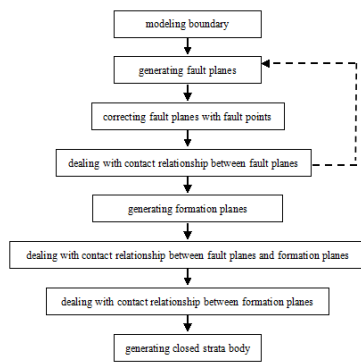 modeling boundary
generating fault planes
correcting fault planes with fault points
dealing with contact relationship between fault planes
generating formation planes
dealing with contact relationship between fault planes and formation planes
dealing with contact relationship between formation planes
generating closed strata body